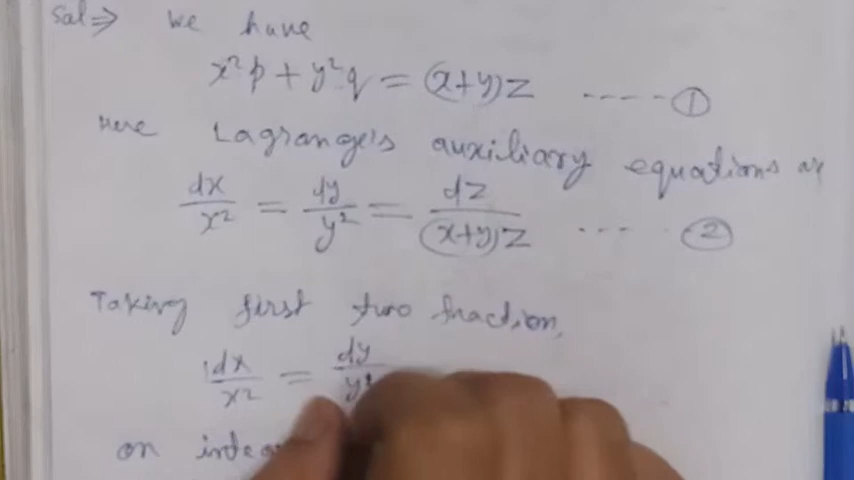 Sol ⇒ We have
x²p + y²q = (x+y)z ----- ①
Here Lagrange's auxiliary equations
dx/x² = dy/y² = dz/(x+y)z ---- ②
Taking first two fraction,
dx/x² = dy/y²
on